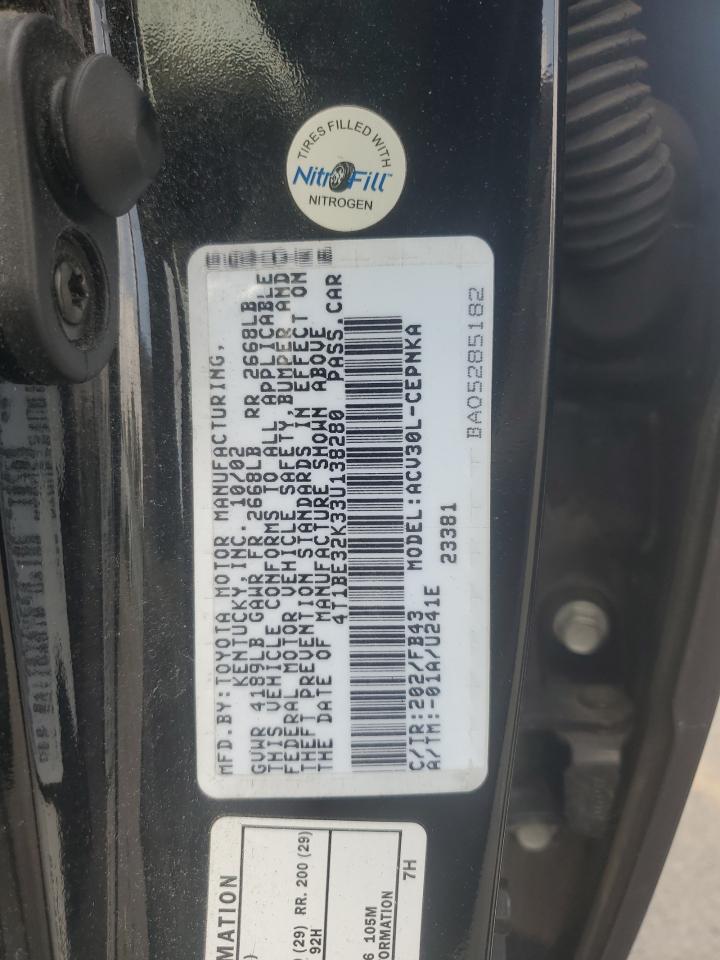 TIRES FILLED WITH
NitroFill™
NITROGEN
MFD.BY:TOYOTA MOTOR MANUFACTURING,
KENTUCKY,INC. 10/02
GVWR 4189LB GAWR FR 2668LB RR 2668LB
THIS VEHICLE CONFORMS TO ALL APPLICABLE
FEDERAL MOTOR VEHICLE SAFETY,BUMPER AND
THEFT PREVENTION STANDARDS IN EFFECT ON
THE DATE OF MANUFACTURE SHOWN ABOVE
4T1BE32K33U138280 PASS.CAR
C/TR:202/FB43 MODEL:ACV30L-CEPNKA
A/TM:-01A/U241E 23381
BA05285182
MATION
)
(29) RR. 200 (29)
92H
6 105M
FORMATION
7H